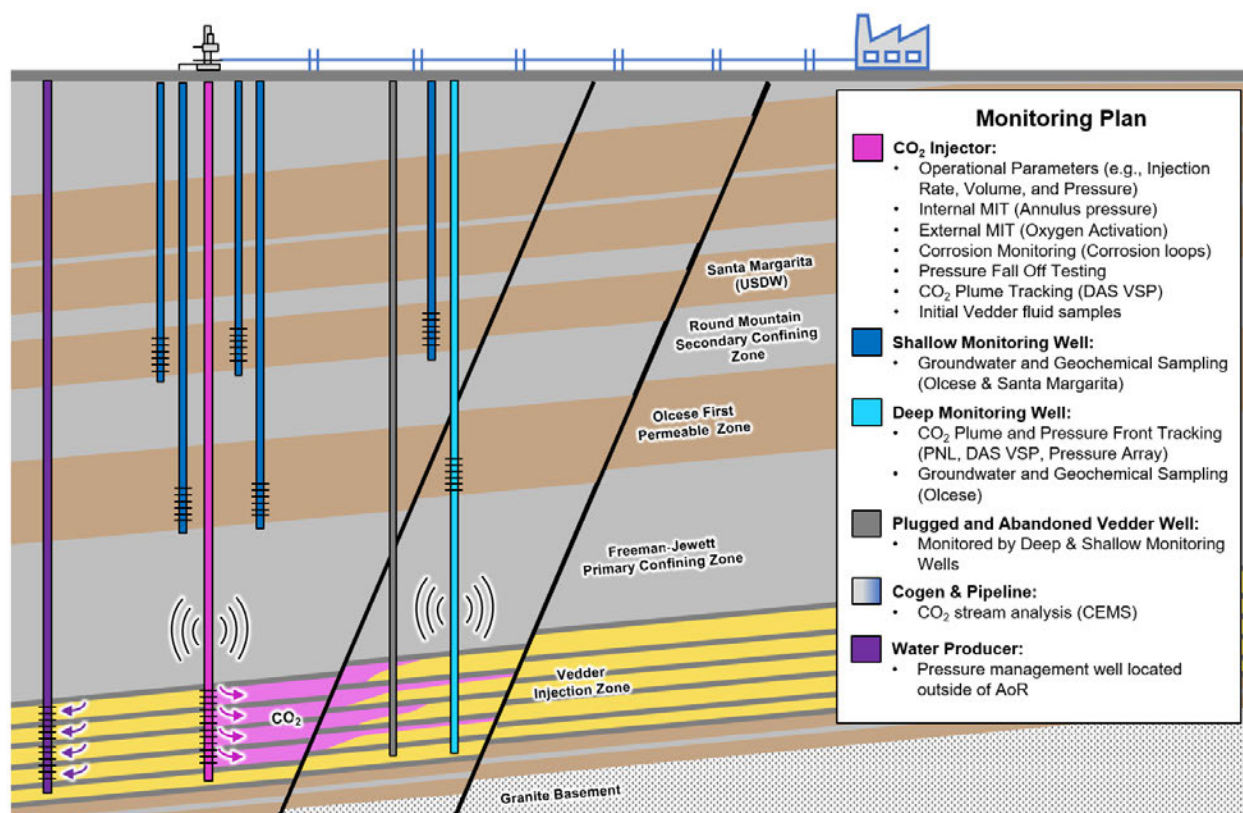 Monitoring Plan
CO₂ Injector:
• Operational Parameters (e.g., Injection
Rate, Volume, and Pressure)
• Internal MIT (Annulus pressure)
• External MIT (Oxygen Activation)
• Corrosion Monitoring (Corrosion loops)
• Pressure Fall Off Testing
• CO₂ Plume Tracking (DAS VSP)
• Initial Vedder fluid samples
Shallow Monitoring Well:
• Groundwater and Geochemical Sampling
(Olcese & Santa Margarita)
Deep Monitoring Well:
• CO₂ Plume and Pressure Front Tracking
(PNL, DAS VSP, Pressure Array)
• Groundwater and Geochemical Sampling
(Olcese)
Plugged and Abandoned Vedder Well:
• Monitored by Deep & Shallow Monitoring
Wells
Cogen & Pipeline:
• CO₂ stream analysis (CEMS)
Water Producer:
• Pressure management well located
outside of AoR
Santa Margarita
(USDW)
Round Mountain
Secondary Confining
Zone
Olcese First
Permeable Zone
Freeman-Jewett
Primary Confining Zone
Vedder
Injection Zone
CO₂
Granite Basement